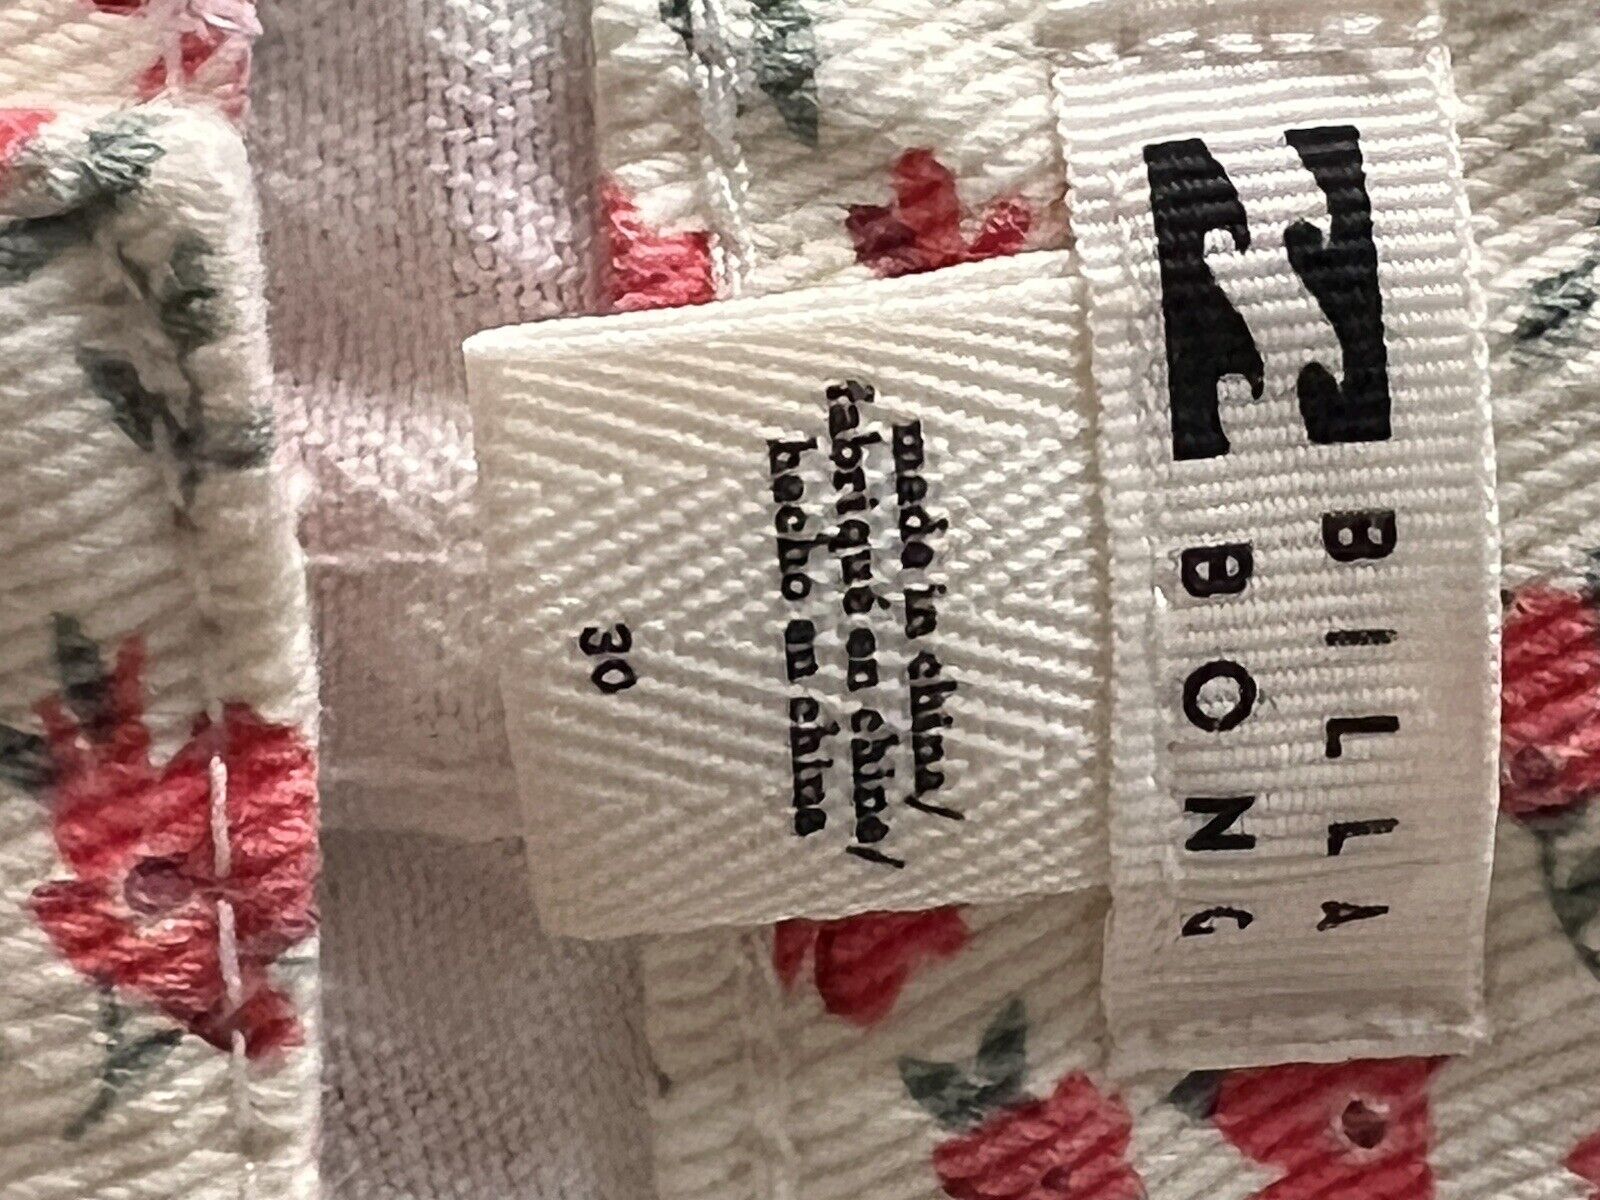 BILLA
BONG
made in china/
fabriqué en chine/
hecho en china
30